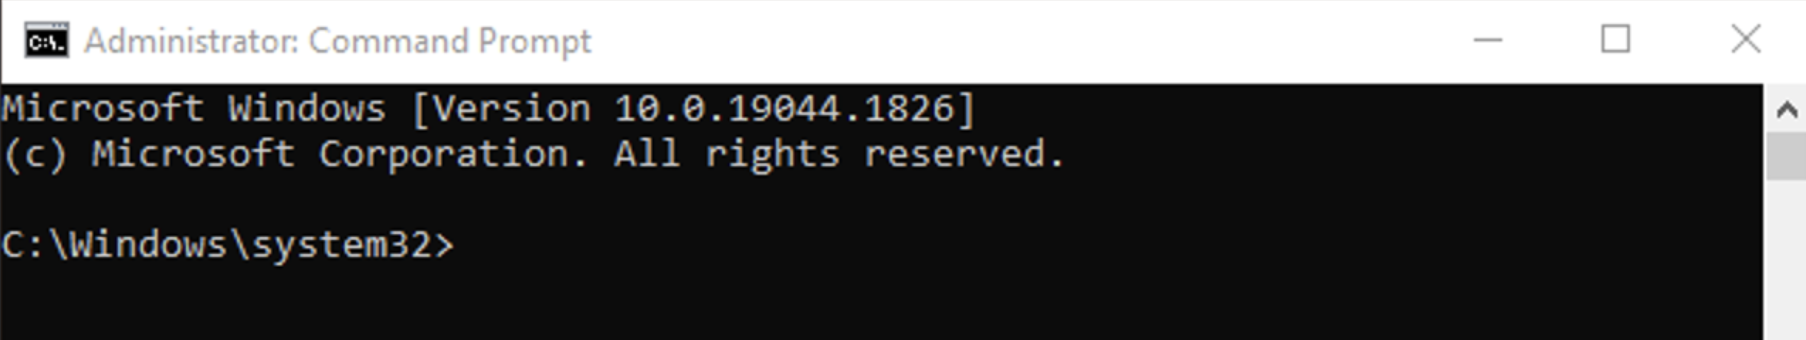 C:\.
Administrator: Command Prompt
Microsoft Windows [Version 10.0.19044.1826]
(c) Microsoft Corporation. All rights reserved.
C:\Windows\system32>